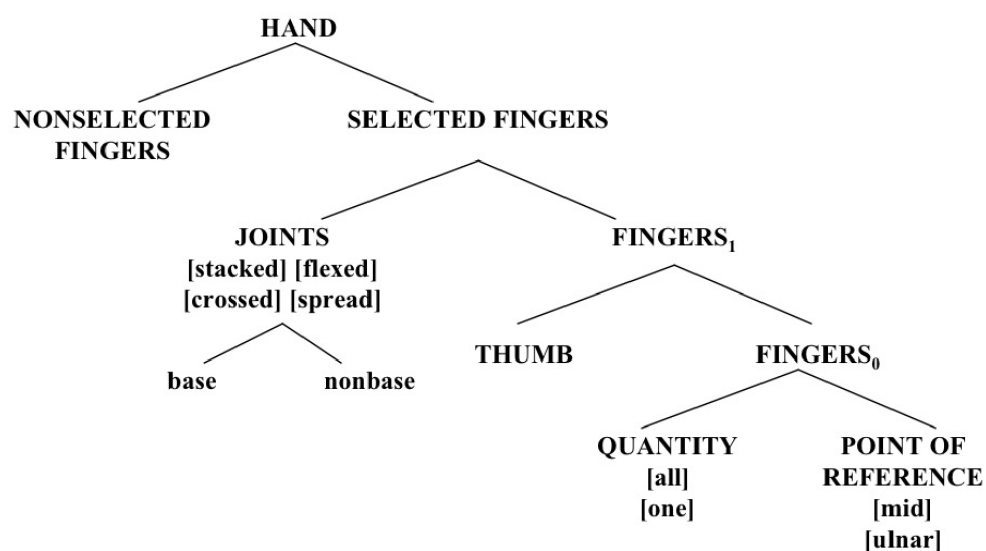 HAND
NONSELECTED
FINGERS
SELECTED FINGERS
JOINTS
[stacked] [flexed]
[crossed] [spread]
FINGERS₁
base
nonbase
THUMB
FINGERS₀
QUANTITY
[all]
[one]
POINT OF
REFERENCE
[mid]
[ulnar]